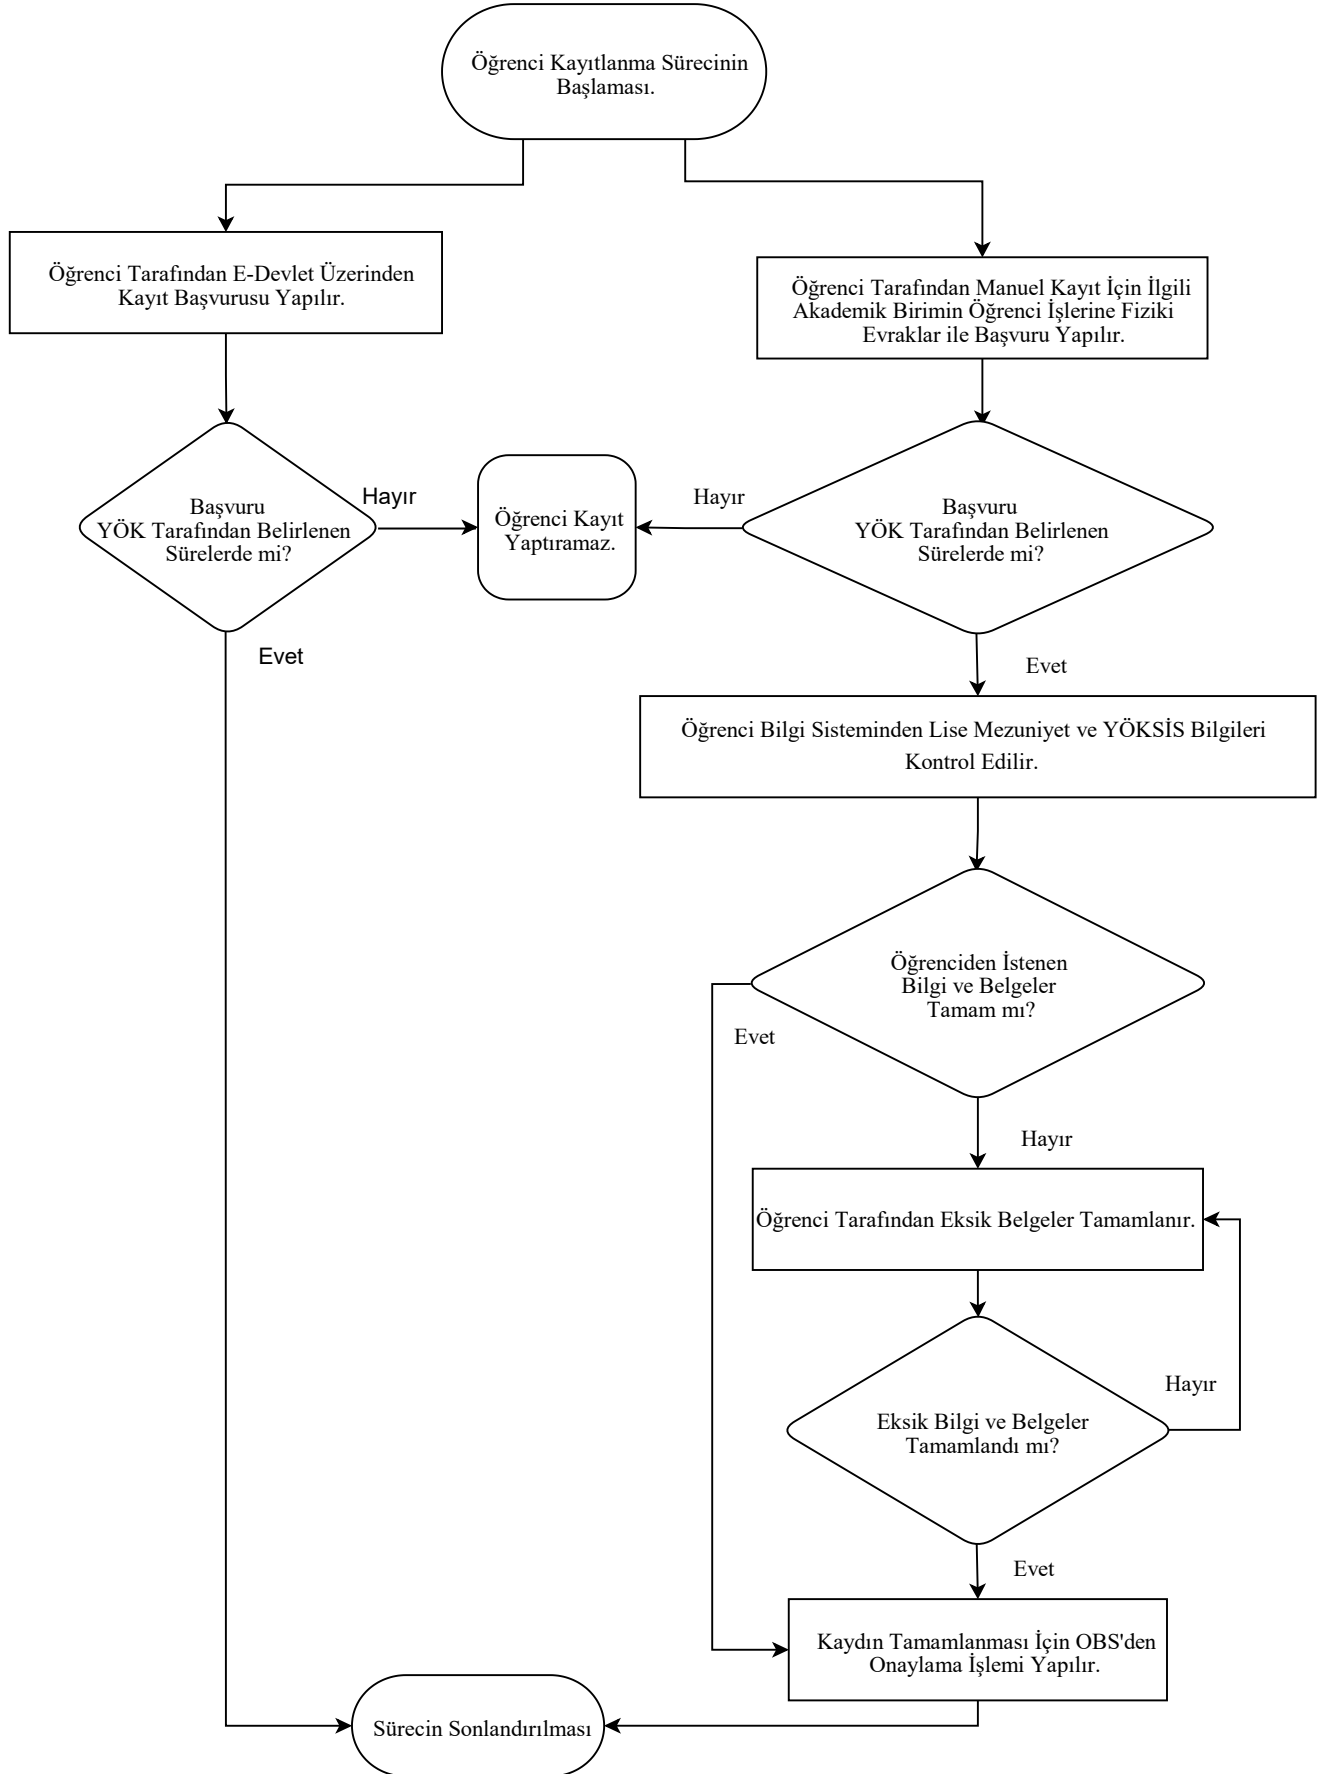 Öğrenci Kayıtlanma Sürecinin
Başlaması.
Öğrenci Tarafından E-Devlet Üzerinden
Kayıt Başvurusu Yapılır.
Öğrenci Tarafından Manuel Kayıt İçin İlgili
Akademik Birimin Öğrenci İşlerine Fiziki
Evraklar ile Başvuru Yapılır.
Başvuru
YÖK Tarafından Belirlenen
Sürelerde mi?
Hayır
Öğrenci Kayıt
Yaptıramaz.
Hayır
Başvuru
YÖK Tarafından Belirlenen
Sürelerde mi?
Evet
Evet
Öğrenci Bilgi Sisteminden Lise Mezuniyet ve YÖKSİS Bilgileri
Kontrol Edilir.
Öğrenciden İstenen
Bilgi ve Belgeler
Tamam mı?
Evet
Hayır
Öğrenci Tarafından Eksik Belgeler Tamamlanır.
Hayır
Eksik Bilgi ve Belgeler
Tamamlandı mı?
Evet
Kaydın Tamamlanması İçin OBS'den
Onaylama İşlemi Yapılır.
Sürecin Sonlandırılması